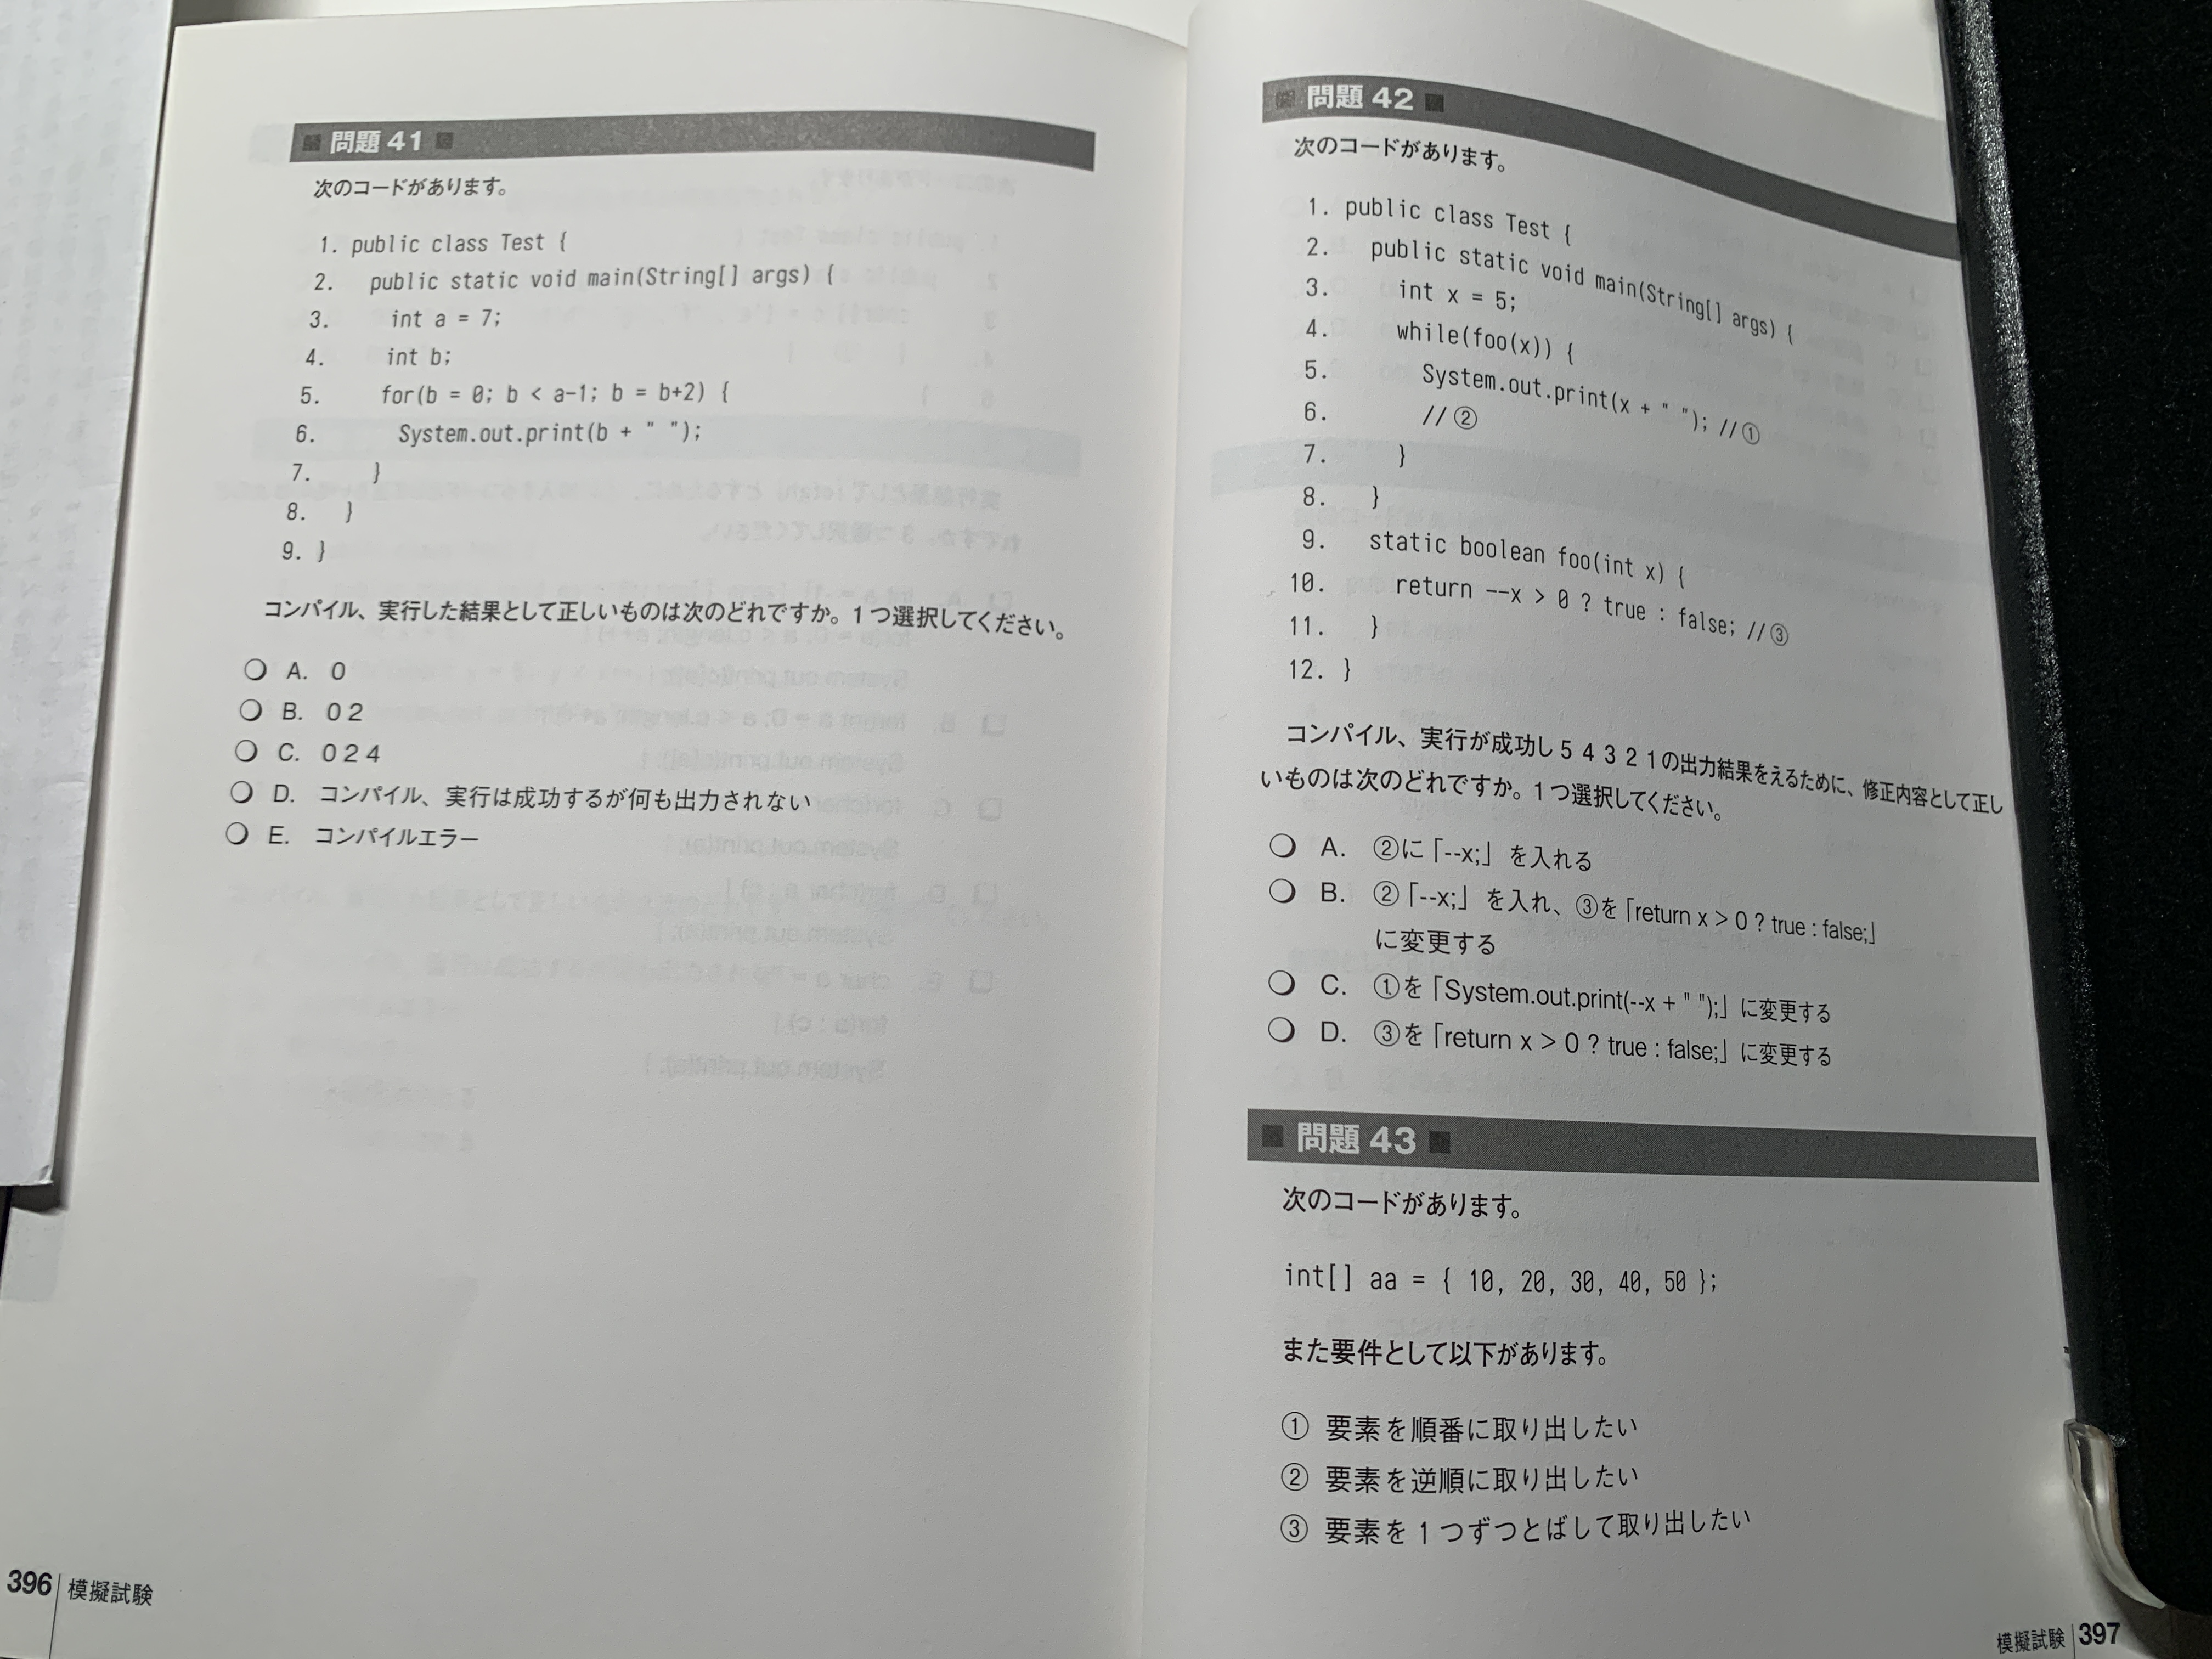 ■ 問題 41 ■
次のコードがあります。
1. public class Test {
2. public static void main(String[] args) {
3. int a = 7;
4. int b;
5. for(b = 0; b < a-1; b = b+2) {
6. System.out.print(b + " ");
7. }
8. }
9. }
コンパイル、実行した結果として正しいものは次のどれですか。1つ選択してください。
○ A. 0
○ B. 0 2
○ C. 0 2 4
○ D. コンパイル、実行は成功するが何も出力されない
○ E. コンパイルエラー
396 模擬試験
■ 問題 42 ■
次のコードがあります。
1. public class Test {
2. public static void main(String[] args) {
3. int x = 5;
4. while(foo(x)) {
5. System.out.print(x + " "); //①
6. //②
7. }
8. }
9. static boolean foo(int x) {
10. return --x > 0 ? true : false; //③
11. }
12. }
コンパイル、実行が成功し5 4 3 2 1の出力結果をえるために、修正内容として正し
いものは次のどれですか。1つ選択してください。
○ A. ②に「--x;」を入れる
○ B. ②「--x;」を入れ、③を「return x > 0 ? true : false;」
に変更する
○ C. ①を「System.out.print(--x + " ");」に変更する
○ D. ③を「return x > 0 ? true : false;」に変更する
■ 問題 43 ■
次のコードがあります。
int[] aa = { 10, 20, 30, 40, 50 };
また要件として以下があります。
① 要素を順番に取り出したい
② 要素を逆順に取り出したい
③ 要素を1つずつとばして取り出したい
模擬試験 397